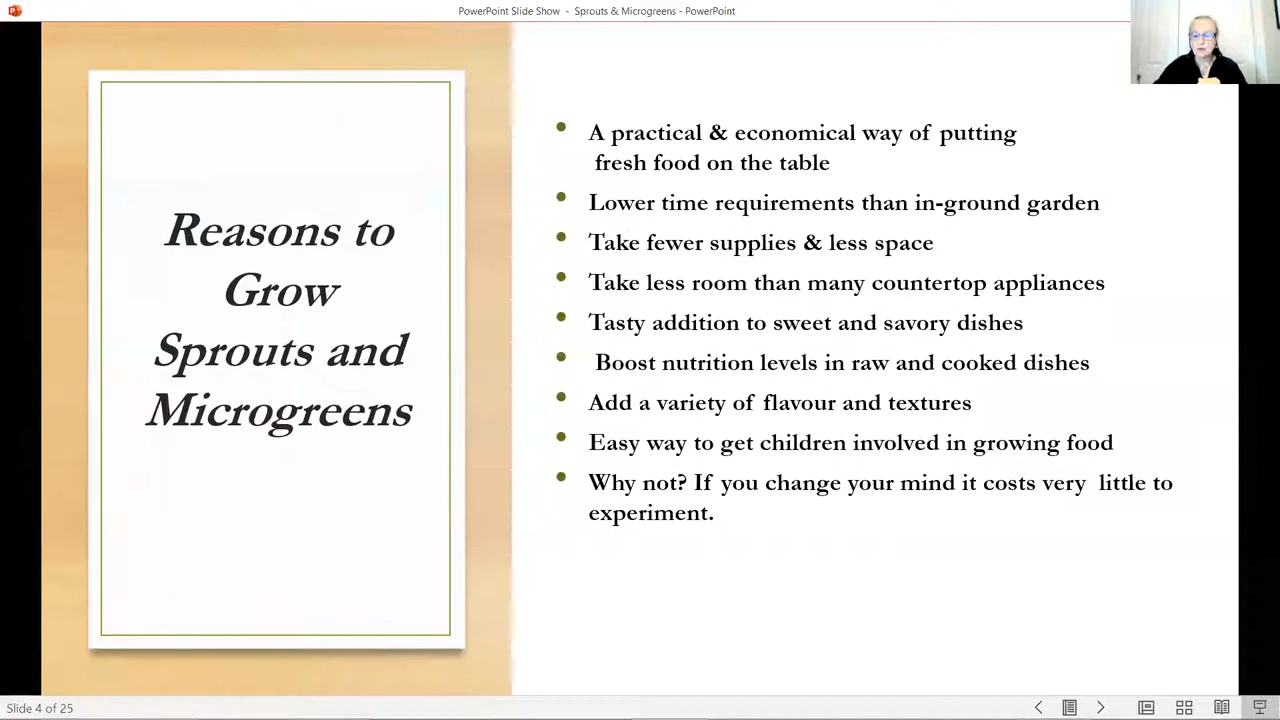 PowerPoint Slide Show - Sprouts & Microgreens - PowerPoint
Reasons to
Grow
Sprouts and
Microgreens
A practical & economical way of putting
fresh food on the table
Lower time requirements than in-ground garden
Take fewer supplies & less space
Take less room than many countertop appliances
Tasty addition to sweet and savory dishes
Boost nutrition levels in raw and cooked dishes
Add a variety of flavour and textures
Easy way to get children involved in growing food
Why not? If you change your mind it costs very little to
experiment.
Slide 4 of 25